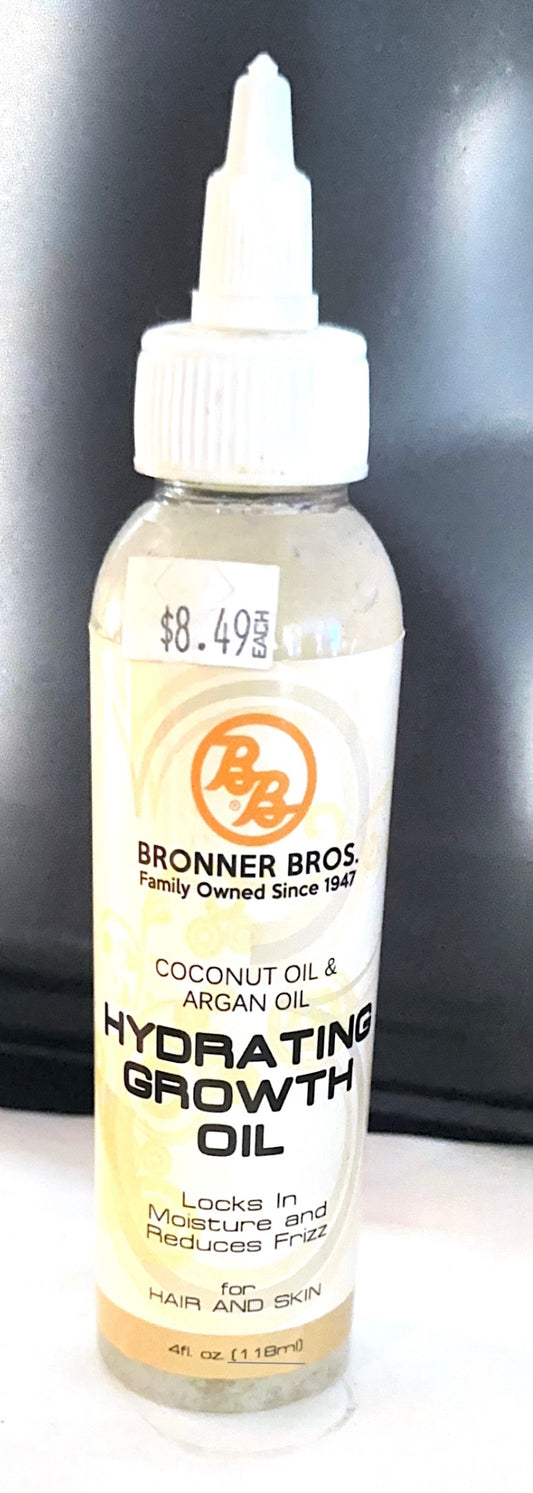 $8.49 EACH
BB
®
BRONNER BROS.
Family Owned Since 1947
COCONUT OIL &
ARGAN OIL
HYDRATING
GROWTH
OIL
Locks In
Moisture and
Reduces Frizz
for
HAIR AND SKIN
4fl. oz. (118ml)